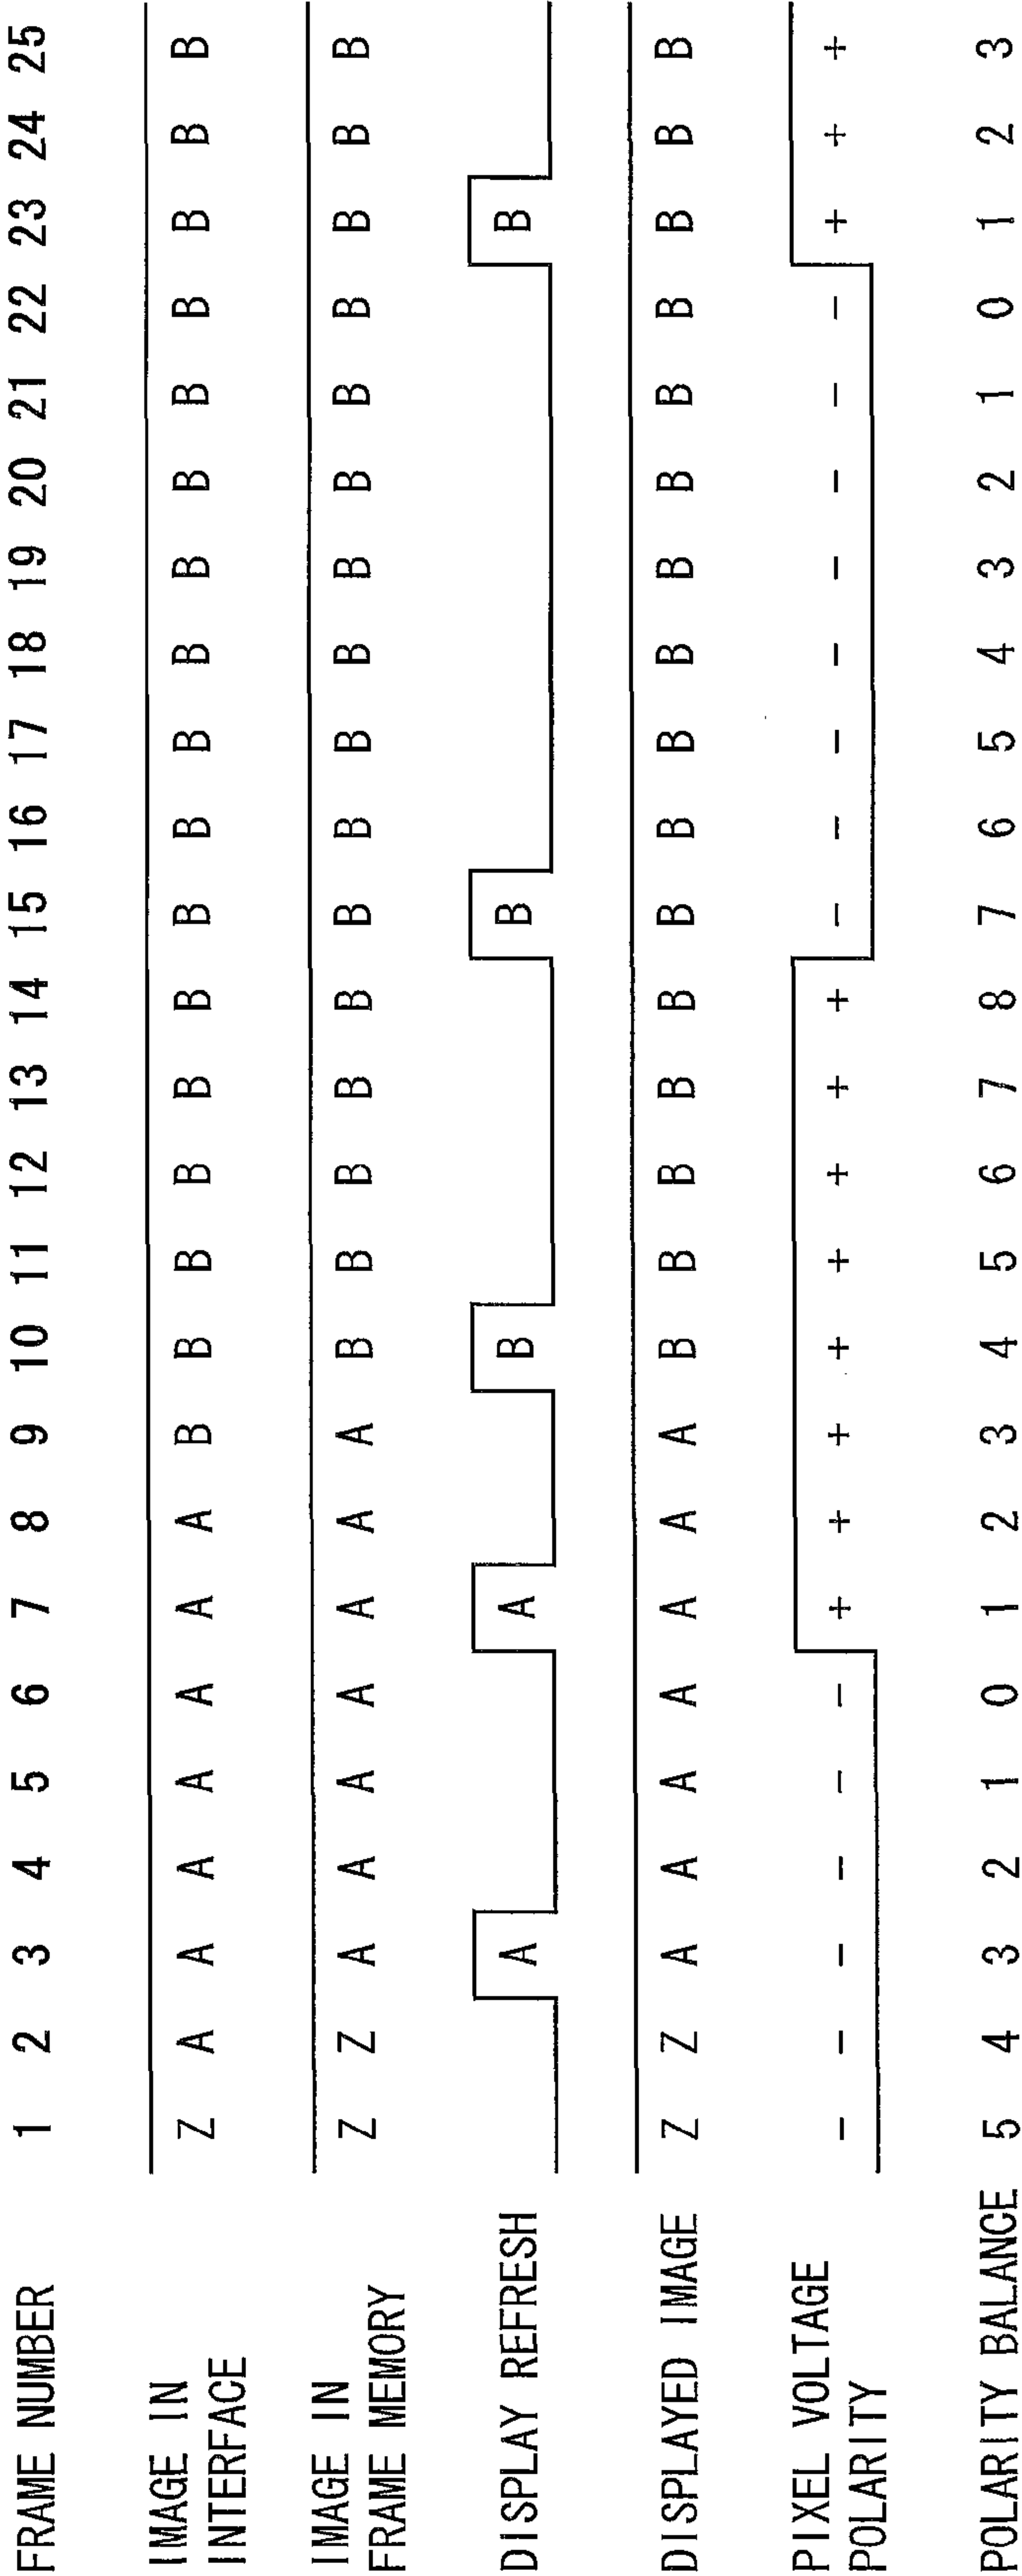 FRAME NUMBER 1 2 3 4 5 6 7 8 9 10 11 12 13 14 15 16 17 18 19 20 21 22 23 24 25
IMAGE IN
INTERFACE
Z A A A A A A A B B B B B B B B B B B B B B B B B
IMAGE IN
FRAME MEMORY
Z Z A A A A A A A B B B B B B B B B B B B B B B B
DISPLAY REFRESH A A B B B
DISPLAYED IMAGE Z Z A A A A A A A B B B B B B B B B B B B B B B B
PIXEL VOLTAGE
POLARITY
- - - - - - + + + + + + + + - - - - - - - - + + +
POLARITY BALANCE 5 4 3 2 1 0 1 2 3 4 5 6 7 8 7 6 5 4 3 2 1 0 1 2 3